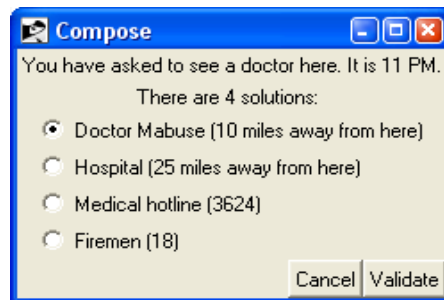 Compose
You have asked to see a doctor here. It is 11 PM.
There are 4 solutions:
Doctor Mabuse (10 miles away from here)
Hospital (25 miles away from here)
Medical hotline (3624)
Firemen (18)
Cancel Validate